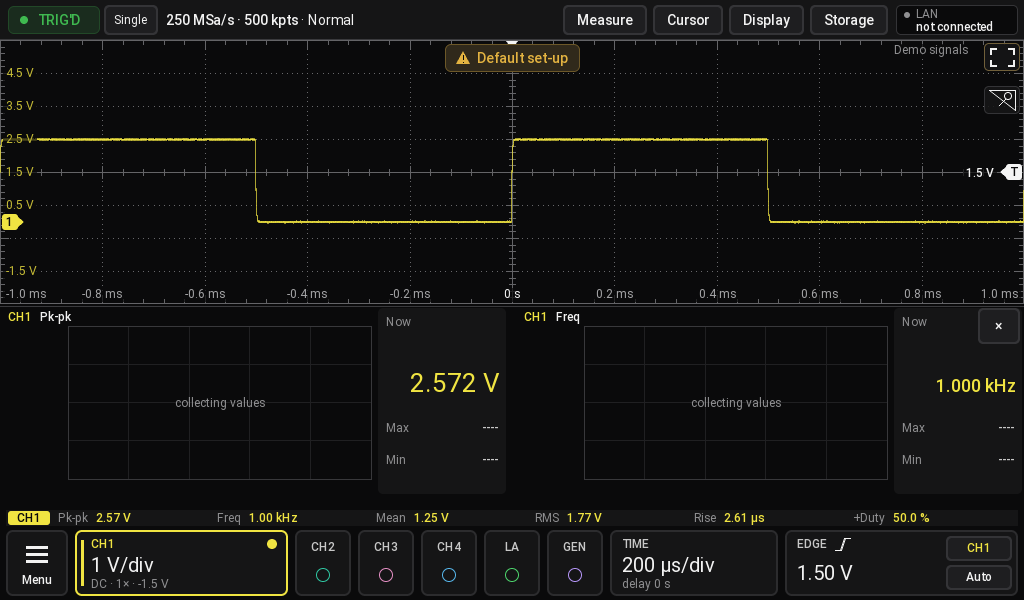 TRIG'D
Single
250 MSa/s · 500 kpts · Normal
Measure
Cursor
Display
Storage
LAN
not connected
Default set-up
Demo signals
4.5 V
3.5 V
2.5 V
1.5 V
1.5 V
T
0.5 V
1
-1.5 V
-1.0 ms
-0.8 ms
-0.6 ms
-0.4 ms
-0.2 ms
0 s
0.2 ms
0.4 ms
0.6 ms
0.8 ms
1.0 ms
CH1 Pk-pk
Now
CH1 Freq
Now
×
collecting values
2.572 V
collecting values
1.000 kHz
Max ----
Max ----
Min ----
Min ----
CH1 Pk-pk 2.57 V Freq 1.00 kHz Mean 1.25 V RMS 1.77 V Rise 2.61 µs +Duty 50.0 %
Menu
CH1
1 V/div
DC · 1× · -1.5 V
CH2
CH3
CH4
LA
GEN
TIME
200 µs/div
delay 0 s
EDGE
1.50 V
CH1
Auto